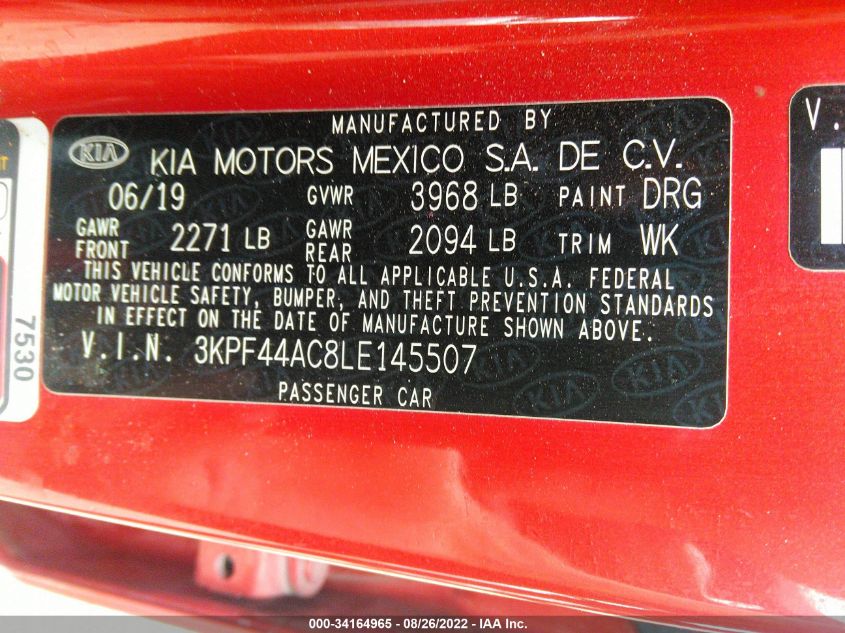 MANUFACTURED BY
KIA KIA MOTORS MEXICO S.A. DE C.V.
06/19 GVWR 3968 LB PAINT DRG
GAWR FRONT 2271 LB GAWR REAR 2094 LB TRIM WK
THIS VEHICLE CONFORMS TO ALL APPLICABLE U.S.A. FEDERAL
MOTOR VEHICLE SAFETY, BUMPER, AND THEFT PREVENTION STANDARDS
IN EFFECT ON THE DATE OF MANUFACTURE SHOWN ABOVE.
V.I.N. 3KPF44AC8LE145507
PASSENGER CAR
7530
V.
000-34164965 - 08/26/2022 - IAA Inc.